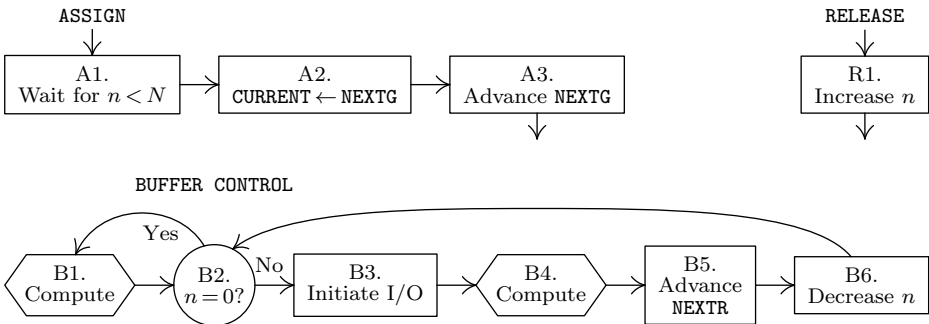 ASSIGN
RELEASE
A1.
Wait for n < N
A2.
CURRENT ← NEXTG
A3.
Advance NEXTG
R1.
Increase n
BUFFER CONTROL
Yes
No
B1.
Compute
B2.
n = 0?
B3.
Initiate I/O
B4.
Compute
B5.
Advance
NEXTR
B6.
Decrease n